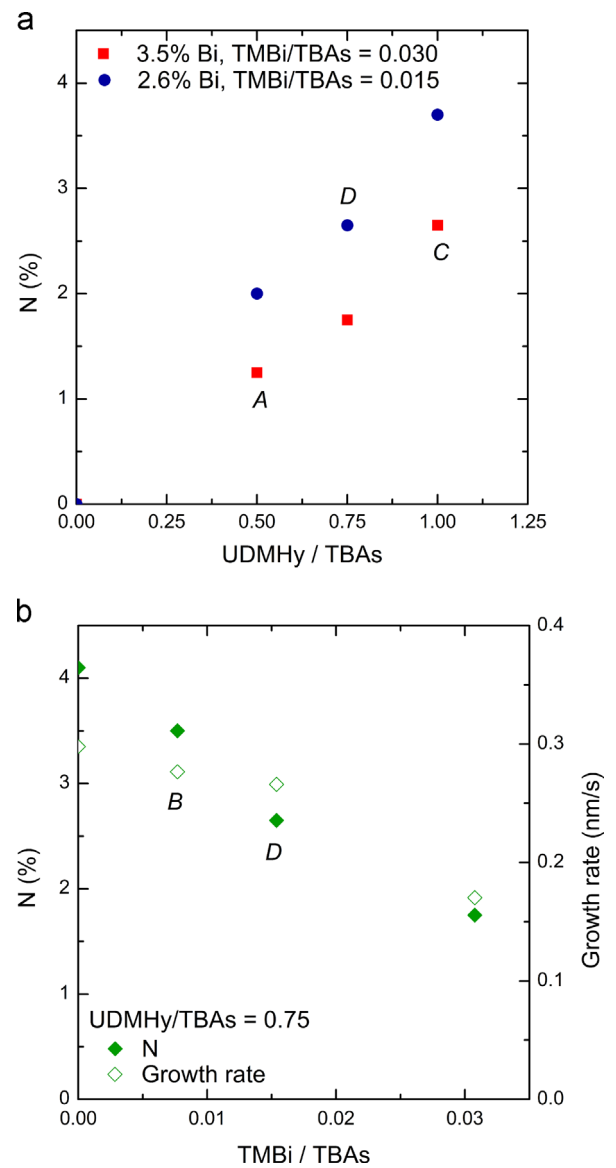 a
3.5% Bi, TMBi/TBAs = 0.030
2.6% Bi, TMBi/TBAs = 0.015
4
3
2
1
0
N (%)
D
C
A
0.00 0.25 0.50 0.75 1.00 1.25
UDMHy / TBAs
b
4
3
2
1
0
N (%)
0.4
0.3
0.2
0.1
0.0
Growth rate (nm/s)
B
D
UDMHy/TBAs = 0.75
N
Growth rate
0.00 0.01 0.02 0.03
TMBi / TBAs